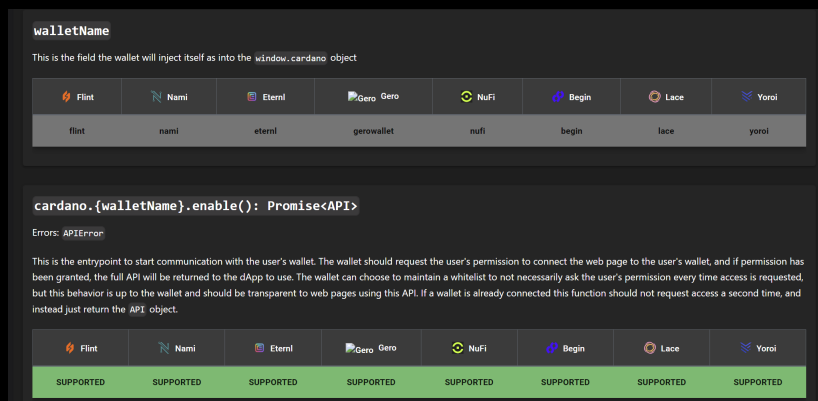 walletName
This is the field the wallet will inject itself as into the window.cardano object
Flint Nami Eternl Gero Gero NuFi Begin Lace Yoroi
flint nami eternl gerowallet nufi begin lace yoroi
cardano.{walletName}.enable(): Promise<API>
Errors: APIError
This is the entrypoint to start communication with the user's wallet. The wallet should request the user's permission to connect the web page to the user's wallet, and if permission has
been granted, the full API will be returned to the dApp to use. The wallet can choose to maintain a whitelist to not necessarily ask the user's permission every time access is requested,
but this behavior is up to the wallet and should be transparent to web pages using this API. If a wallet is already connected this function should not request access a second time, and
instead just return the API object.
Flint Nami Eternl Gero Gero NuFi Begin Lace Yoroi
SUPPORTED SUPPORTED SUPPORTED SUPPORTED SUPPORTED SUPPORTED SUPPORTED SUPPORTED